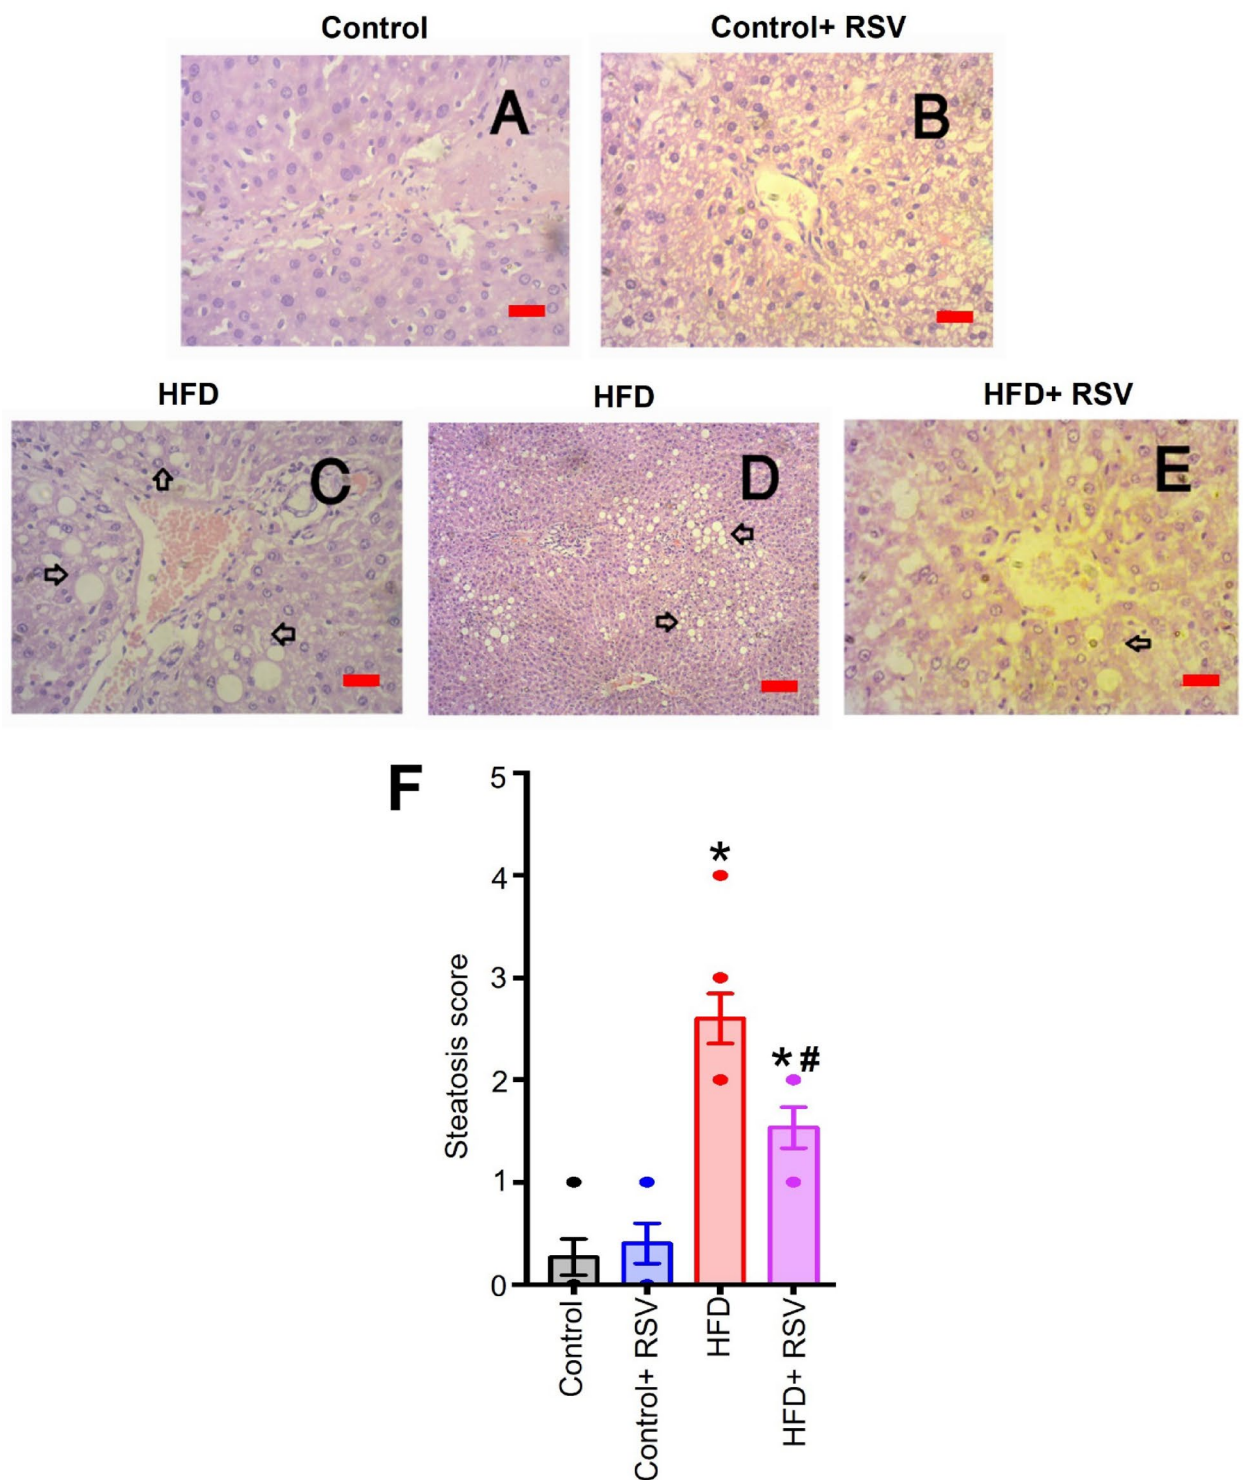 Control
Control+ RSV
A
B
HFD
HFD
HFD+ RSV
C
D
E
F
5
4
3
2
1
0
Steatosis score
*
*#
Control
Control+ RSV
HFD
HFD+ RSV